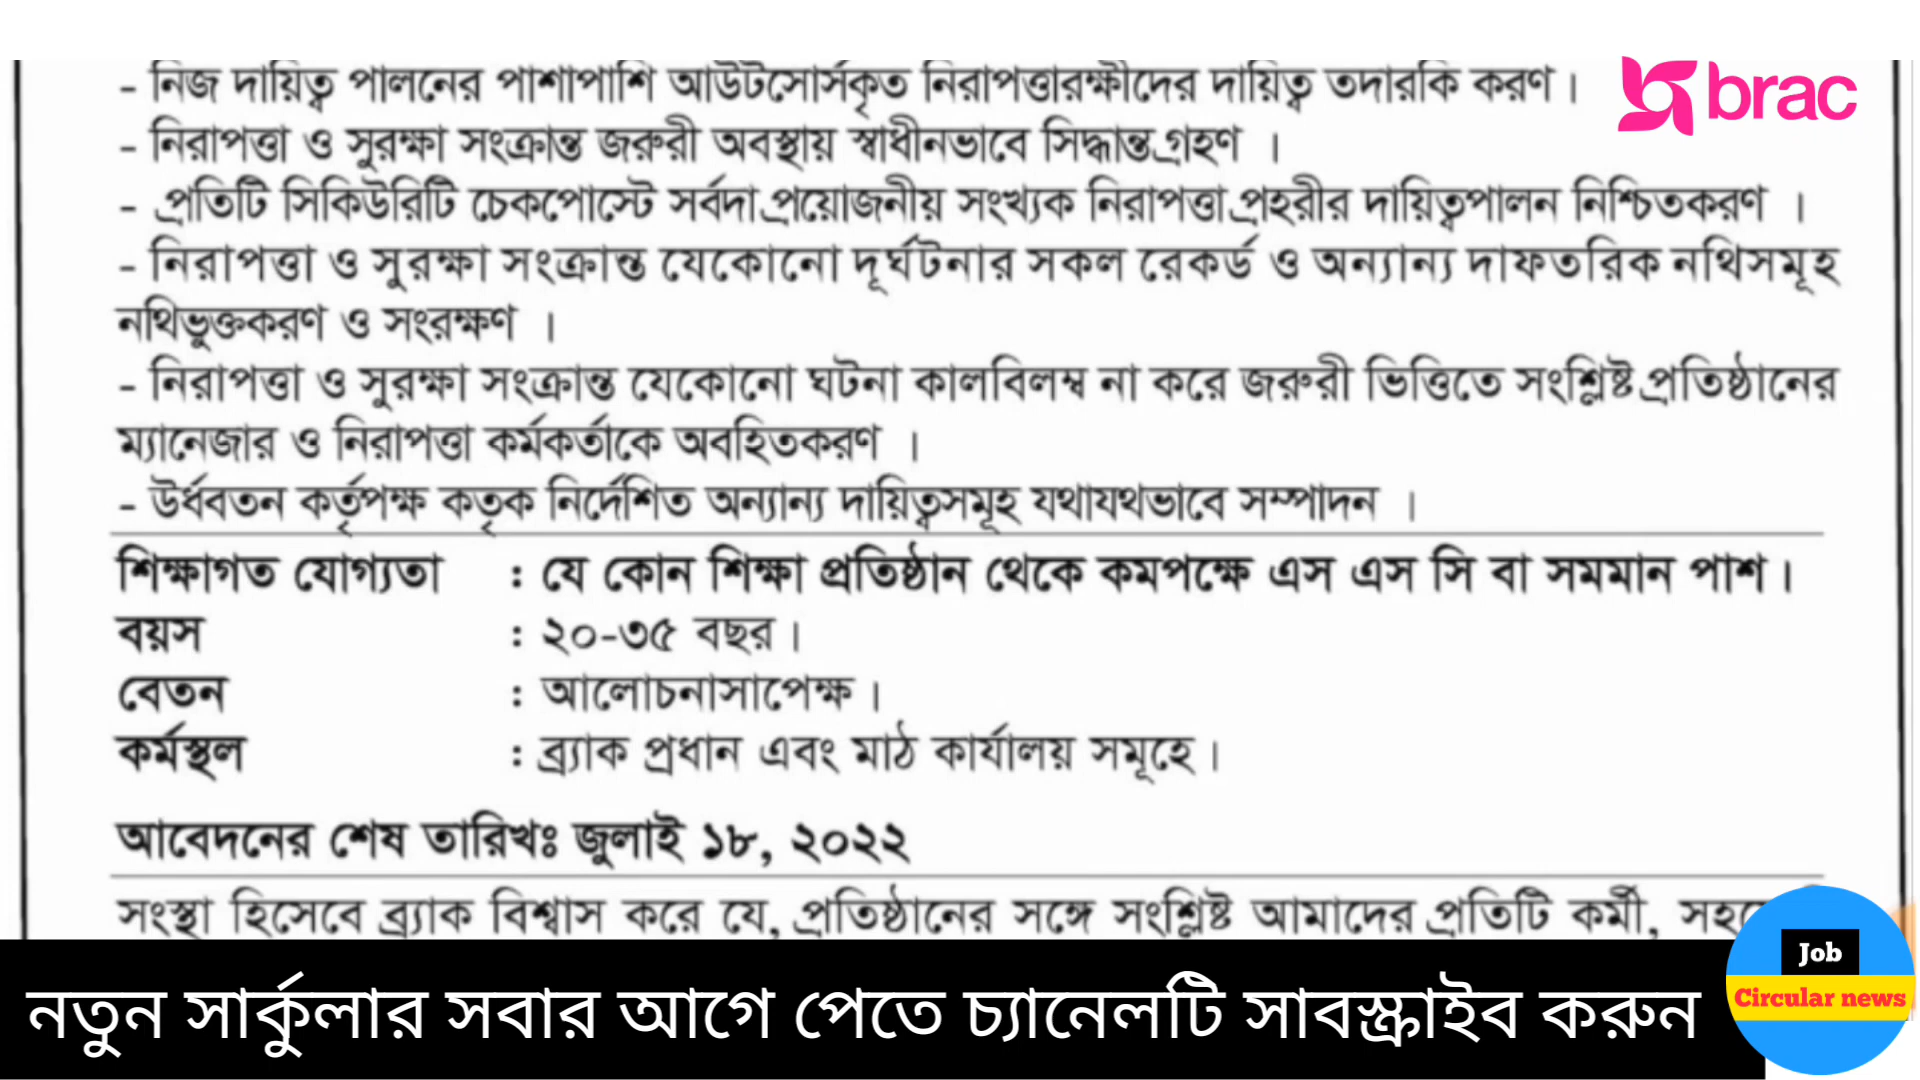 - নিজ দায়িত্ব পালনের পাশাপাশি আউটসোর্সকৃত নিরাপত্তারক্ষীদের দায়িত্ব তদারকি করণ।
brac
- নিরাপত্তা ও সুরক্ষা সংক্রান্ত জরুরী অবস্থায় স্বাধীনভাবে সিদ্ধান্ত গ্রহণ ।
- প্রতিটি সিকিউরিটি চেকপোস্টে সর্বদা প্রয়োজনীয় সংখ্যক নিরাপত্তা প্রহরীর দায়িত্বপালন নিশ্চিতকরণ ।
- নিরাপত্তা ও সুরক্ষা সংক্রান্ত যেকোনো দূর্ঘটনার সকল রেকর্ড ও অন্যান্য দাফতরিক নথিসমূহ
নথিভুক্তকরণ ও সংরক্ষণ ।
- নিরাপত্তা ও সুরক্ষা সংক্রান্ত যেকোনো ঘটনা কালবিলম্ব না করে জরুরী ভিত্তিতে সংশ্লিষ্ট প্রতিষ্ঠানের
ম্যানেজার ও নিরাপত্তা কর্মকর্তাকে অবহিতকরণ ।
- উর্ধবতন কর্তৃপক্ষ কতৃক নির্দেশিত অন্যান্য দায়িত্বসমূহ যথাযথভাবে সম্পাদন ।
শিক্ষাগত যোগ্যতা : যে কোন শিক্ষা প্রতিষ্ঠান থেকে কমপক্ষে এস এস সি বা সমমান পাশ।
বয়স : ২০-৩৫ বছর।
বেতন : আলোচনাসাপেক্ষ।
কর্মস্থল : ব্র্যাক প্রধান এবং মাঠ কার্যালয় সমূহে।
আবেদনের শেষ তারিখঃ জুলাই ১৮, ২০২২
সংস্থা হিসেবে ব্র্যাক বিশ্বাস করে যে, প্রতিষ্ঠানের সঙ্গে সংশ্লিষ্ট আমাদের প্রতিটি কর্মী,
Job
Circular news
নতুন সার্কুলার সবার আগে পেতে চ্যানেলটি সাবস্ক্রাইব করুন